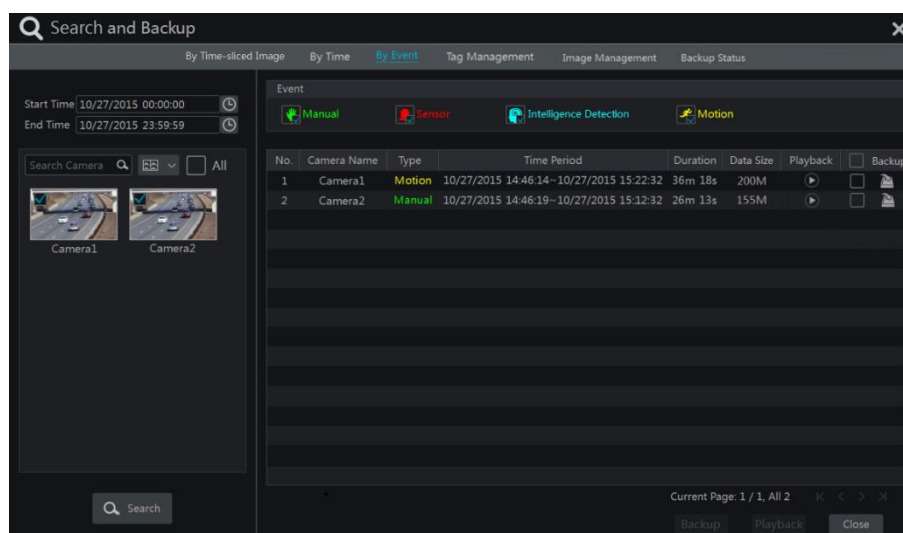 Search and Backup
By Time-sliced Image By Time By Event Tag Management Image Management Backup Status
Start Time 10/27/2015 00:00:00
End Time 10/27/2015 23:59:59
Search Camera All
Camera1 Camera2
Search
Event
Manual Sensor Intelligence Detection Motion
No. Camera Name Type Time Period Duration Data Size Playback Backup
1 Camera1 Motion 10/27/2015 14:46:14~10/27/2015 15:22:32 36m 18s 200M
2 Camera2 Manual 10/27/2015 14:46:19~10/27/2015 15:12:32 26m 13s 155M
Current Page: 1 / 1, All 2
Backup Playback Close